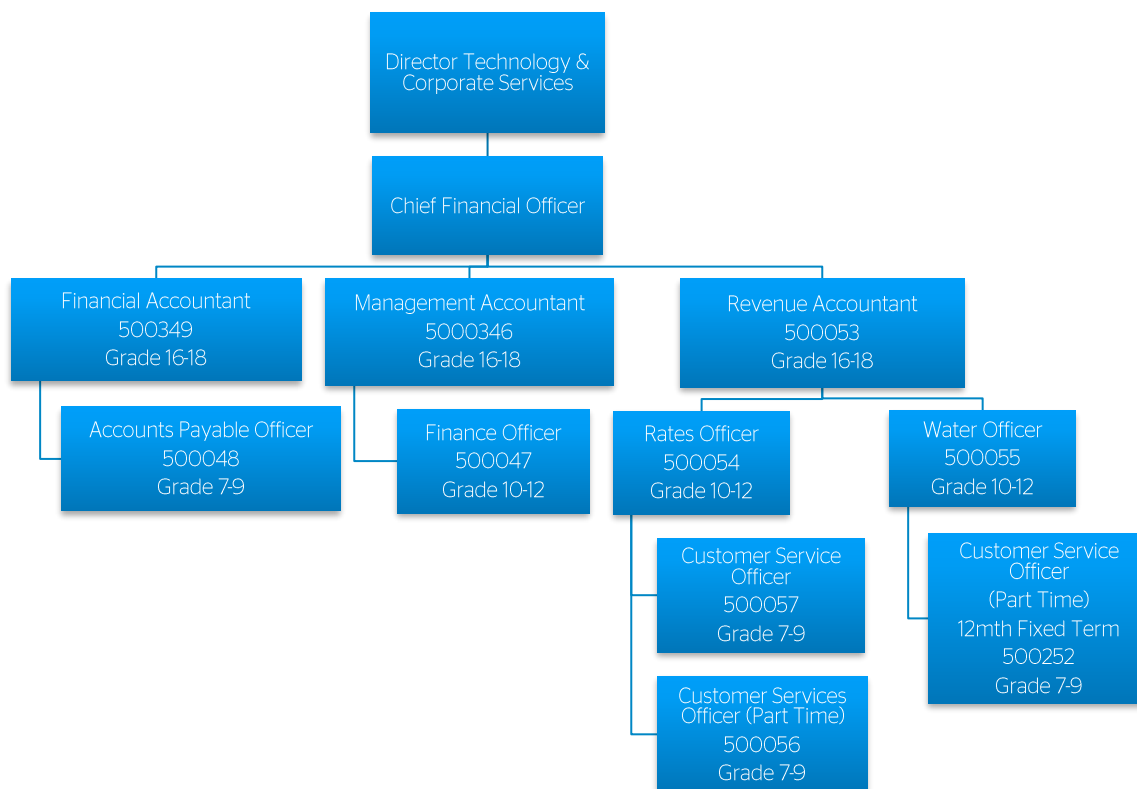 Director Technology &
Corporate Services
Chief Financial Officer
Financial Accountant
500349
Grade 16-18
Management Accountant
5000346
Grade 16-18
Revenue Accountant
500053
Grade 16-18
Accounts Payable Officer
500048
Grade 7-9
Finance Officer
500047
Grade 10-12
Rates Officer
500054
Grade 10-12
Water Officer
500055
Grade 10-12
Customer Service
Officer
500057
Grade 7-9
Customer Services
Officer (Part Time)
500056
Grade 7-9
Customer Service
Officer
(Part Time)
12mth Fixed Term
500252
Grade 7-9